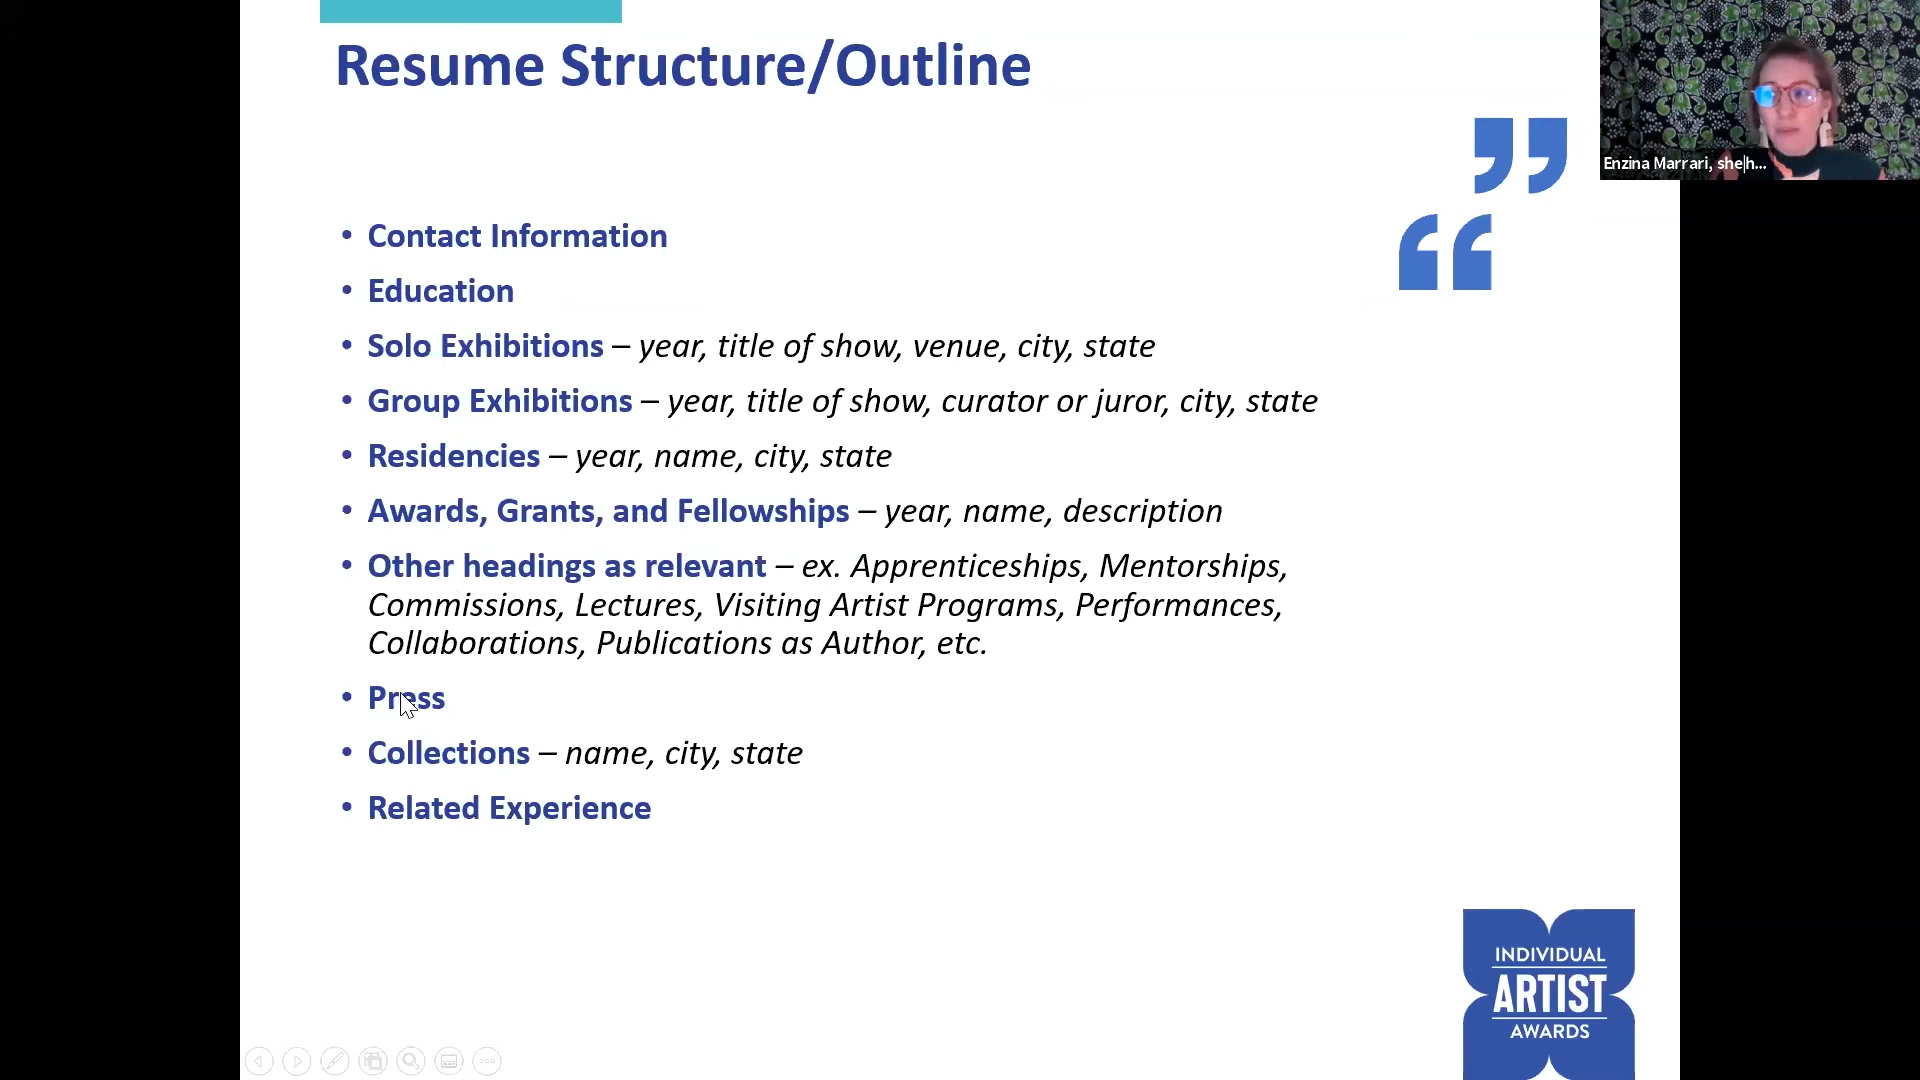 Resume Structure/Outline
Enzina Marrari, she|h...
• Contact Information
• Education
• Solo Exhibitions – year, title of show, venue, city, state
• Group Exhibitions – year, title of show, curator or juror, city, state
• Residencies – year, name, city, state
• Awards, Grants, and Fellowships – year, name, description
• Other headings as relevant – ex. Apprenticeships, Mentorships,
Commissions, Lectures, Visiting Artist Programs, Performances,
Collaborations, Publications as Author, etc.
• Press
• Collections – name, city, state
• Related Experience
INDIVIDUAL
ARTIST
AWARDS